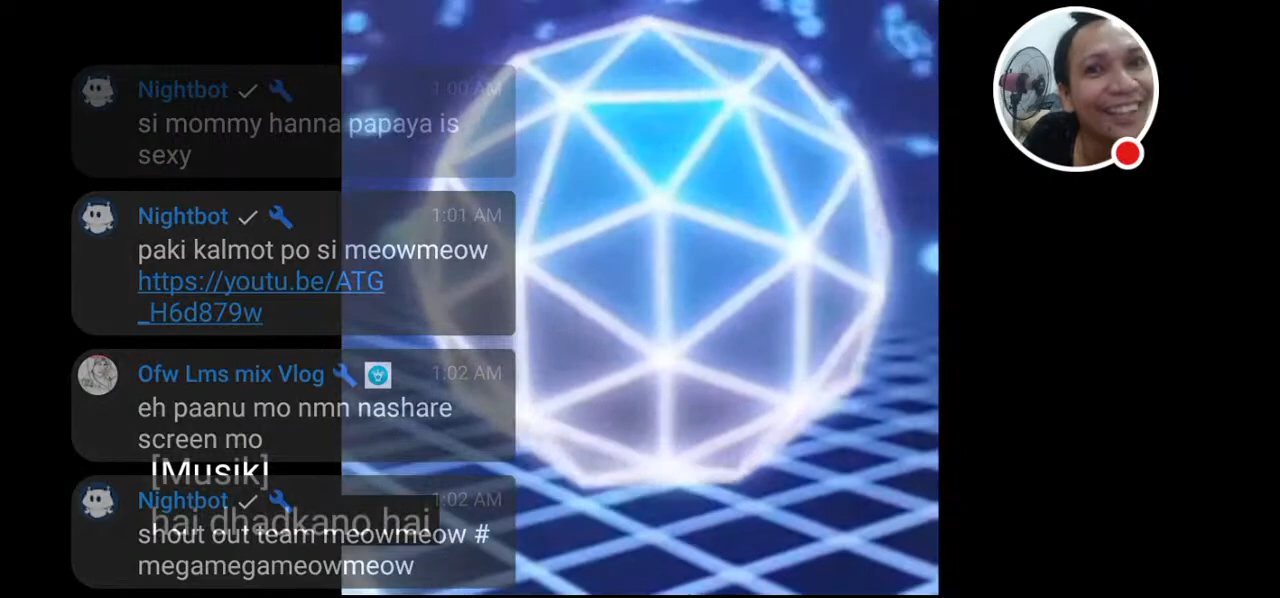 Nightbot 1:00 AM
si mommy hanna papaya is
sexy
Nightbot 1:01 AM
paki kalmot po si meowmeow
https://youtu.be/ATG
_H6d879w
Ofw Lms mix Vlog 1:02 AM
eh paanu mo nmn nashare
screen mo
[Musik]
Nightbot 1:02 AM
hai dhadkano hai
shout out team meowmeow #
megamegameowmeow